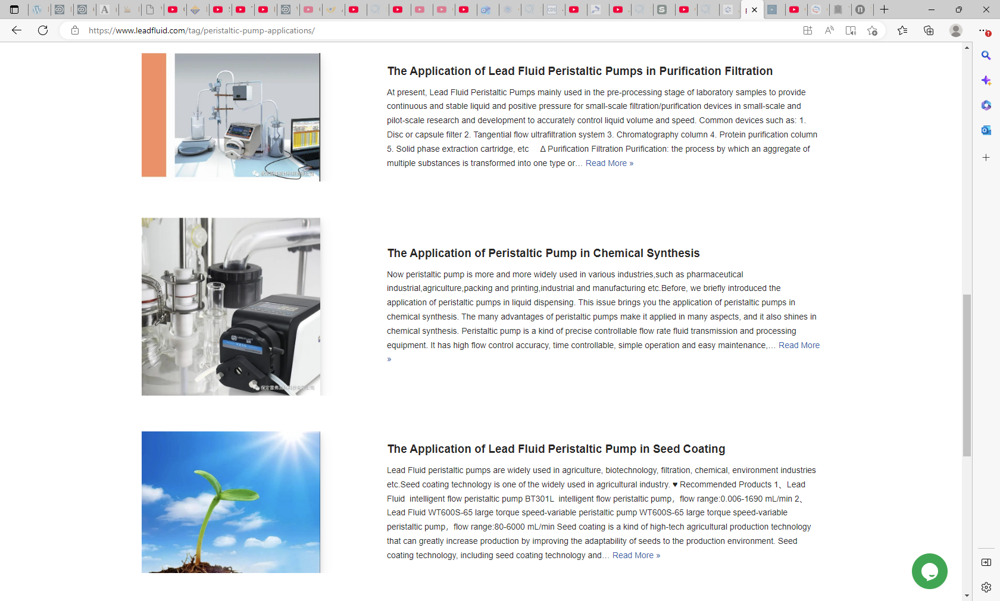 https://www.leadfluid.com/tag/peristaltic-pump-applications/
The Application of Lead Fluid Peristaltic Pumps in Purification Filtration
At present, Lead Fluid Peristaltic Pumps mainly used in the pre-processing stage of laboratory samples to provide
continuous and stable liquid and positive pressure for small-scale filtration/purification devices in small-scale and
pilot-scale research and development to accurately control liquid volume and speed. Common devices such as: 1.
Disc or capsule filter 2. Tangential flow ultrafiltration system 3. Chromatography column 4. Protein purification column
5. Solid phase extraction cartridge, etc Δ Purification Filtration Purification: the process by which an aggregate of
multiple substances is transformed into one type or… Read More »
The Application of Peristaltic Pump in Chemical Synthesis
Now peristaltic pump is more and more widely used in various industries,such as pharmaceutical
industrial,agriculture,packing and printing,industrial and manufacturing etc.Before, we briefly introduced the
application of peristaltic pumps in liquid dispensing. This issue brings you the application of peristaltic pumps in
chemical synthesis. The many advantages of peristaltic pumps make it applied in many aspects, and it also shines in
chemical synthesis. Peristaltic pump is a kind of precise controllable flow rate fluid transmission and processing
equipment. It has high flow control accuracy, time controllable, simple operation and easy maintenance,… Read More
»
The Application of Lead Fluid Peristaltic Pump in Seed Coating
Lead Fluid peristaltic pumps are widely used in agriculture, biotechnology, filtration, chemical, environment industries
etc.Seed coating technology is one of the widely used in agricultural industry. ♥ Recommended Products 1、Lead
Fluid intelligent flow peristaltic pump BT301L intelligent flow peristaltic pump，flow range:0.006-1690 mL/min 2、
Lead Fluid WT600S-65 large torque speed-variable peristaltic pump WT600S-65 large torque speed-variable
peristaltic pump，flow range:80-6000 mL/min Seed coating is a kind of high-tech agricultural production technology
that can greatly increase production by improving the adaptability of seeds to the production environment. Seed
coating technology, including seed coating technology and… Read More »